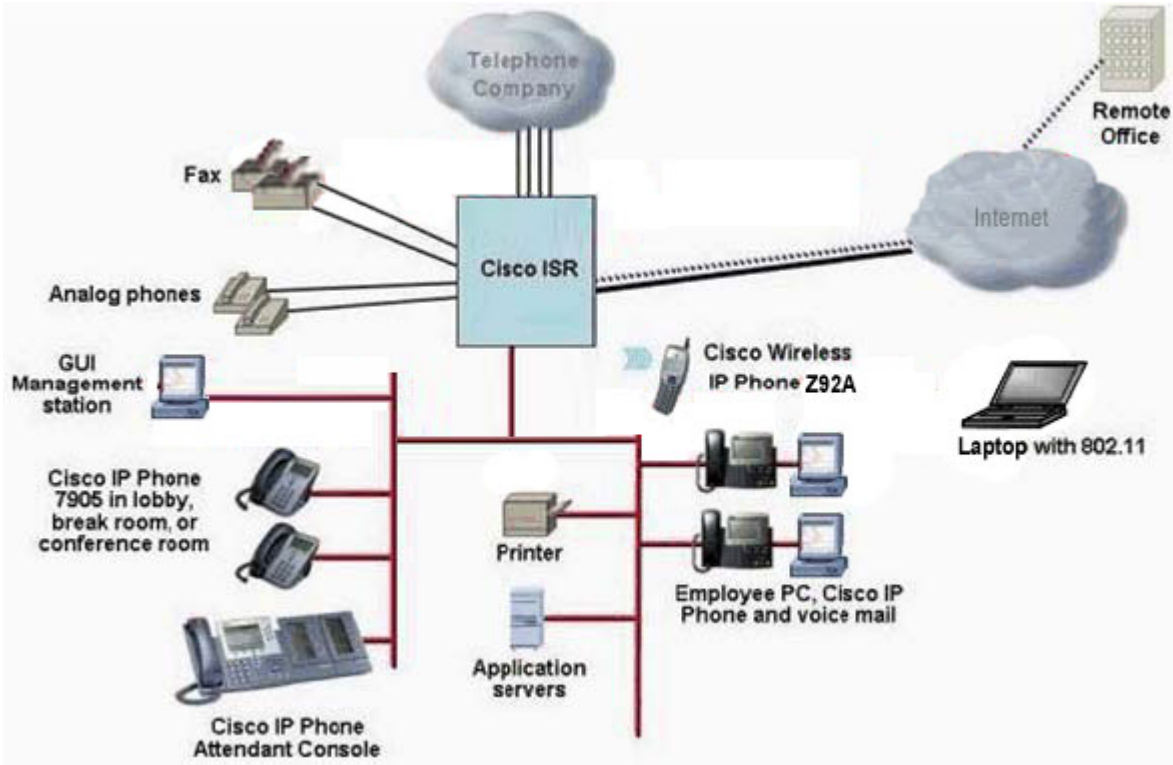 Telephone
Company
Remote
Office
Fax
Internet
Cisco ISR
Analog phones
GUI
Management
station
Cisco Wireless
IP Phone Z92A
Laptop with 802.11
Cisco IP Phone
7905 in lobby,
break room, or
conference room
Printer
Employee PC, Cisco IP
Phone and voice mail
Application
servers
Cisco IP Phone
Attendant Console